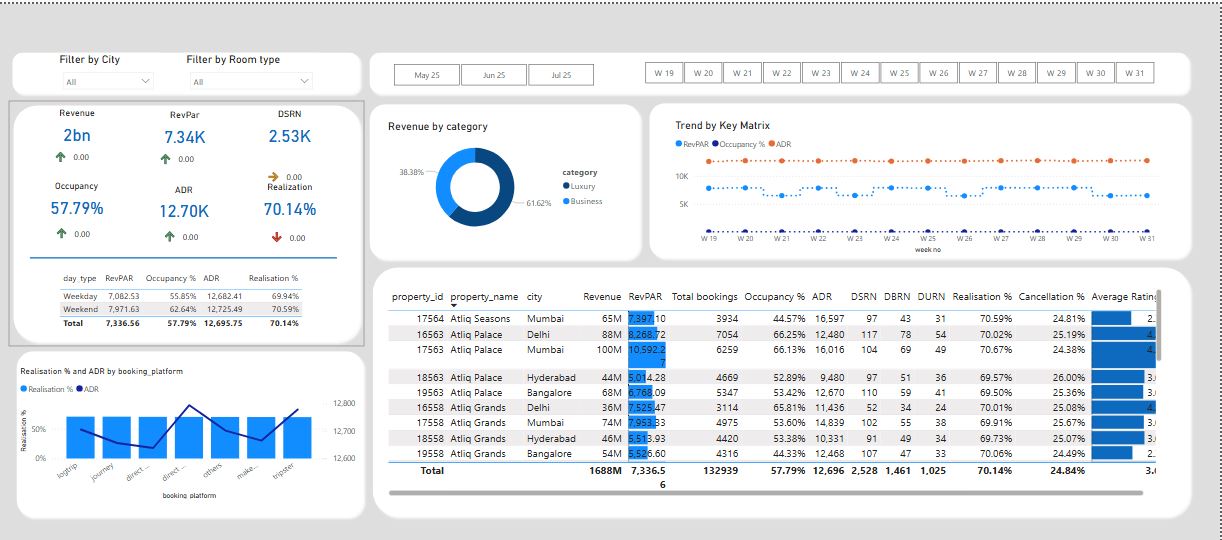 Filter by City
All
Filter by Room type
All
May 25 Jun 25 Jul 25
W 19 W 20 W 21 W 22 W 23 W 24 W 25 W 26 W 27 W 28 W 29 W 30 W 31
Revenue RevPar DSRN
2bn 7.34K 2.53K
0.00 0.00 0.00
Occupancy ADR Realization
57.79% 12.70K 70.14%
0.00 0.00 0.00
day_type RevPAR Occupancy % ADR Realisation %
Weekday 7,082.53 55.85% 12,682.41 69.94%
Weekend 7,971.63 62.64% 12,725.49 70.59%
Total 7,336.56 57.79% 12,695.75 70.14%
Revenue by category
38.38%
61.62%
category
Luxury
Business
Trend by Key Matrix
RevPAR Occupancy % ADR
10K
5K
W 19 W 20 W 21 W 22 W 23 W 24 W 25 W 26 W 27 W 28 W 29 W 30 W 31
week no
Realisation % and ADR by booking_platform
Realisation % ADR
Realisation %
50%
0%
12,800
12,700
12,600
logtrip journey direct ... direct ... others make... tripster
booking_platform
property_id property_name city Revenue RevPAR Total bookings Occupancy % ADR DSRN DBRN DURN Realisation % Cancellation % Average Rating
17564 Atliq Seasons Mumbai 65M 7,397.10 3934 44.57% 16,597 97 43 31 70.59% 24.81% 2.
16563 Atliq Palace Delhi 88M 8,268.72 7054 66.25% 12,480 117 78 54 70.02% 25.19% 4.
17563 Atliq Palace Mumbai 100M 10,592.2 6259 66.13% 16,016 104 69 49 70.67% 24.38% 4.
7
18563 Atliq Palace Hyderabad 44M 5,014.28 4669 52.89% 9,480 97 51 36 69.57% 26.00% 3.
19563 Atliq Palace Bangalore 68M 6,768.09 5347 53.42% 12,670 110 59 41 69.50% 25.36% 3.
16558 Atliq Grands Delhi 36M 7,525.47 3114 65.81% 11,436 52 34 24 70.01% 25.08% 4.
17558 Atliq Grands Mumbai 74M 7,953.33 4975 53.60% 14,839 102 55 38 69.91% 25.67% 3.
18558 Atliq Grands Hyderabad 46M 5,513.93 4420 53.38% 10,331 91 49 34 69.73% 25.07% 3.
19558 Atliq Grands Bangalore 54M 5,526.60 4316 44.33% 12,468 107 47 33 70.06% 24.49% 2.
Total 1688M 7,336.5 132939 57.79% 12,696 2,528 1,461 1,025 70.14% 24.84%
6